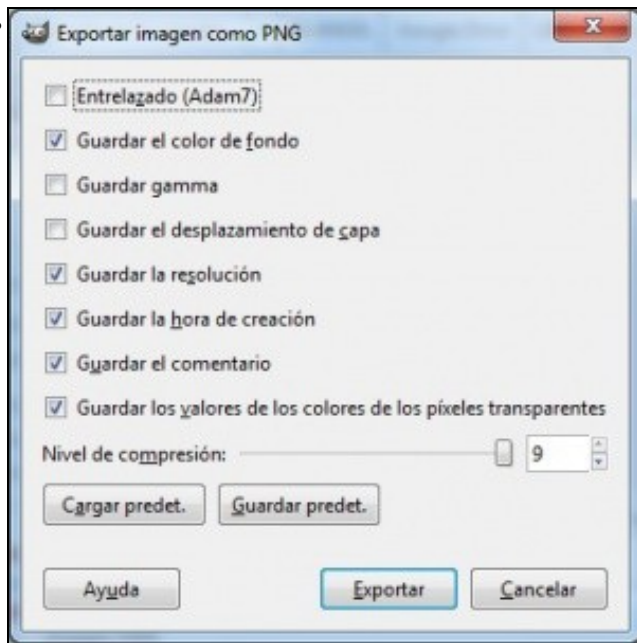 Exportar imagen como PNG
Entrelazado (Adam7)
Guardar el color de fondo
Guardar gamma
Guardar el desplazamiento de capa
Guardar la resolución
Guardar la hora de creación
Guardar el comentario
Guardar los valores de los colores de los píxeles transparentes
Nivel de compresión: 9
Cargar predet. Guardar predet.
Ayuda Exportar Cancelar